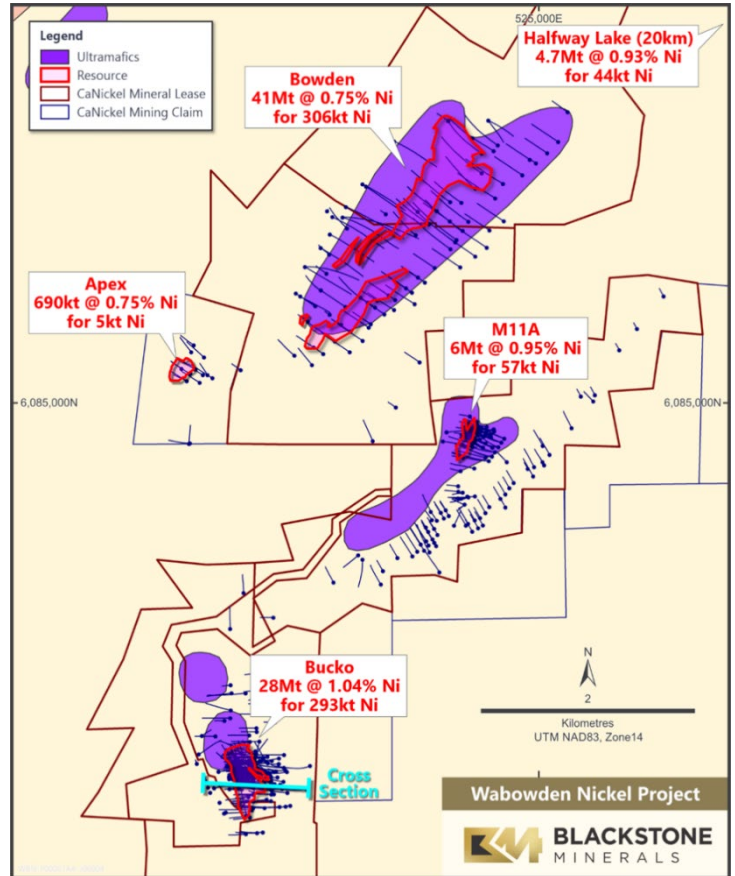 Legend
Ultramafics
Resource
CaNickel Mineral Lease
CaNickel Mining Claim
525,000E
Halfway Lake (20km)
4.7Mt @ 0.93% Ni
for 44kt Ni
Bowden
41Mt @ 0.75% Ni
for 306kt Ni
Apex
690kt @ 0.75% Ni
for 5kt Ni
M11A
6Mt @ 0.95% Ni
for 57kt Ni
6,085,000N
6,085,000N
Bucko
28Mt @ 1.04% Ni
for 293kt Ni
N
2
Kilometres
UTM NAD83, Zone14
Cross
Section
Wabowden Nickel Project
BLACKSTONE
MINERALS